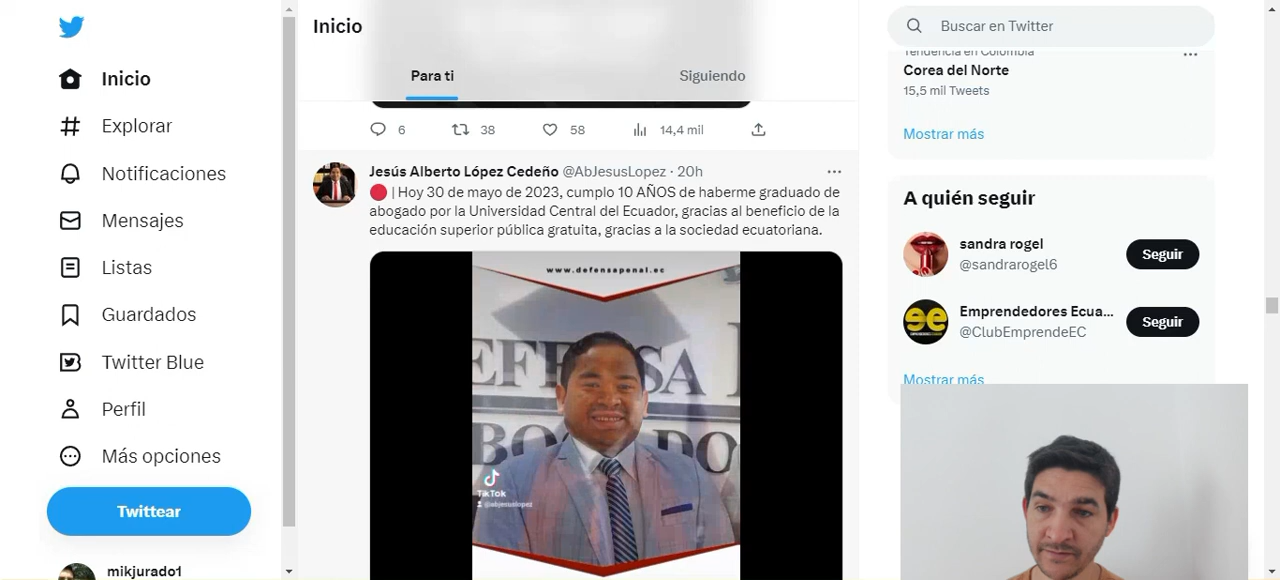 Inicio
Explorar
Notificaciones
Mensajes
Listas
Guardados
Twitter Blue
Perfil
Más opciones
Twittear
mikjurado1
Inicio
Para ti
Siguiendo
6
38
58
14,4 mil
Jesús Alberto López Cedeño @AbJesusLopez · 20h
| Hoy 30 de mayo de 2023, cumplo 10 AÑOS de haberme graduado de
abogado por la Universidad Central del Ecuador, gracias al beneficio de la
educación superior pública gratuita, gracias a la sociedad ecuatoriana.
www.defensapenal.ec
TikTok
@abjesuslopez
Buscar en Twitter
Tendencia en Colombia
Corea del Norte
15,5 mil Tweets
Mostrar más
A quién seguir
sandra rogel
@sandrarogel6
Seguir
ee
Emprendedores Ecua...
@ClubEmprendeEC
Seguir
Mostrar más